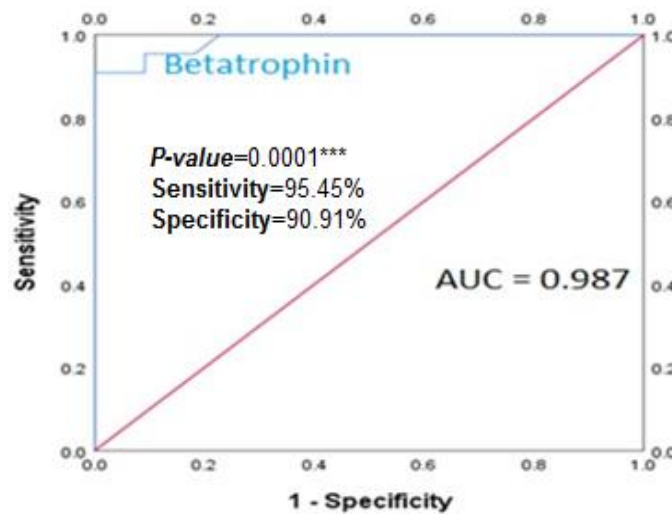 0.0 0.2 0.4 0.6 0.8 1.0
1.0 1.0
Betatrophin
0.8 0.8
P-value=0.0001***
Sensitivity=95.45%
0.6 0.6
Specificity=90.91%
Sensitivity
AUC = 0.987
0.4 0.4
0.2 0.2
0.0 0.0
0.0 0.2 0.4 0.6 0.8 1.0
1 - Specificity